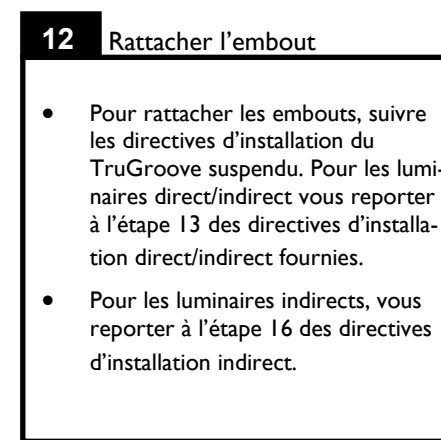 12 Rattacher l'embout
• Pour rattacher les embouts, suivre
les directives d'installation du
TruGroove suspendu. Pour les lumi-
naires direct/indirect vous reporter
à l'étape 13 des directives d'installa-
tion direct/indirect fournies.
• Pour les luminaires indirects, vous
reporter à l'étape 16 des directives
d'installation indirect.